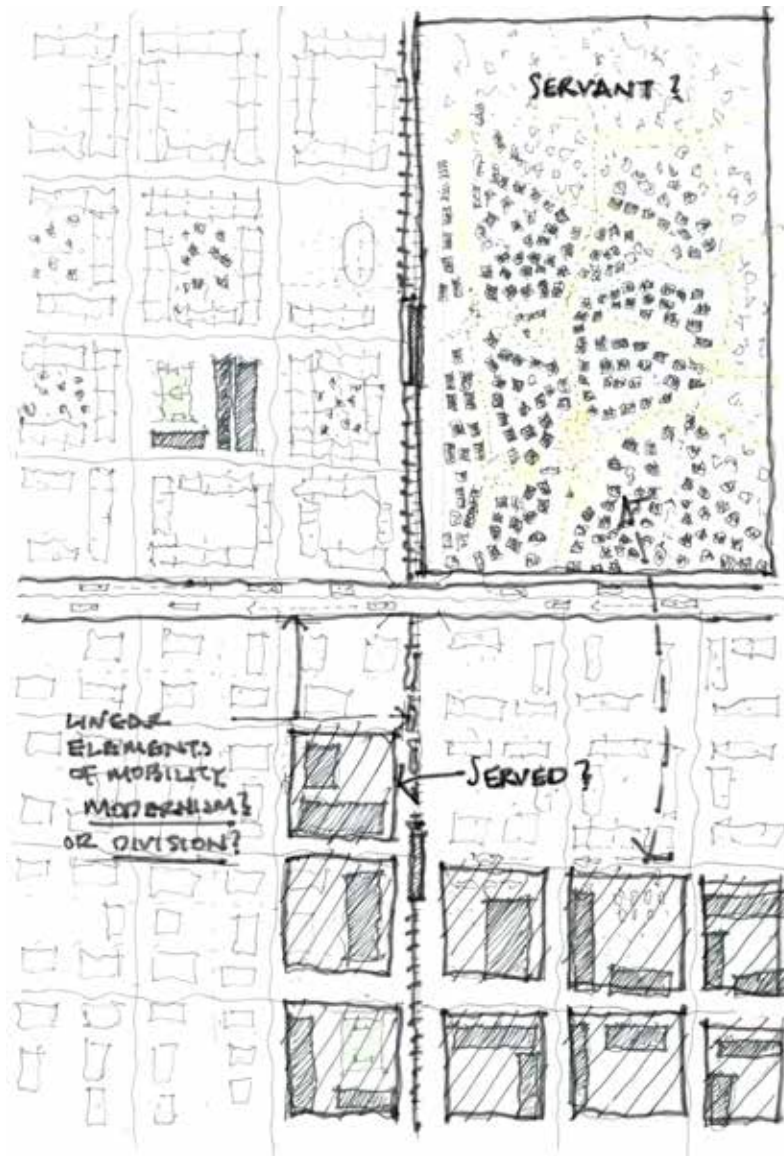 SERVANT?
LINEAR
ELEMENTS
OF MOBILITY
MODERNISM?
OR DIVISION?
SERVED?